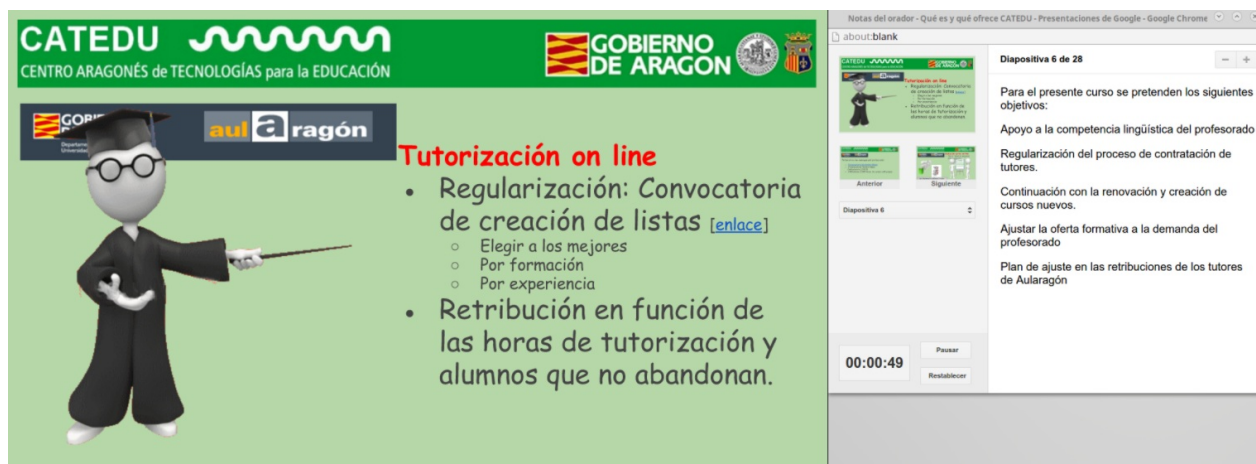 CATEDU
CENTRO ARAGONÉS de TECNOLOGÍAS para la EDUCACIÓN
GOBIERNO
DE ARAGON
aul a ragón
Tutorización on line
• Regularización: Convocatoria
de creación de listas [enlace]
○ Elegir a los mejores
○ Por formación
○ Por experiencia
• Retribución en función de
las horas de tutorización y
alumnos que no abandonan.
Notas del orador - Qué es y qué ofrece CATEDU - Presentaciones de Google - Google Chrome
about:blank
Anterior
Siguiente
Diapositiva 6
00:00:49
Pausar
Restablecer
Diapositiva 6 de 28
Para el presente curso se pretenden los siguientes
objetivos:
Apoyo a la competencia lingüística del profesorado
Regularización del proceso de contratación de
tutores.
Continuación con la renovación y creación de
cursos nuevos.
Ajustar la oferta formativa a la demanda del
profesorado
Plan de ajuste en las retribuciones de los tutores
de Aularagón